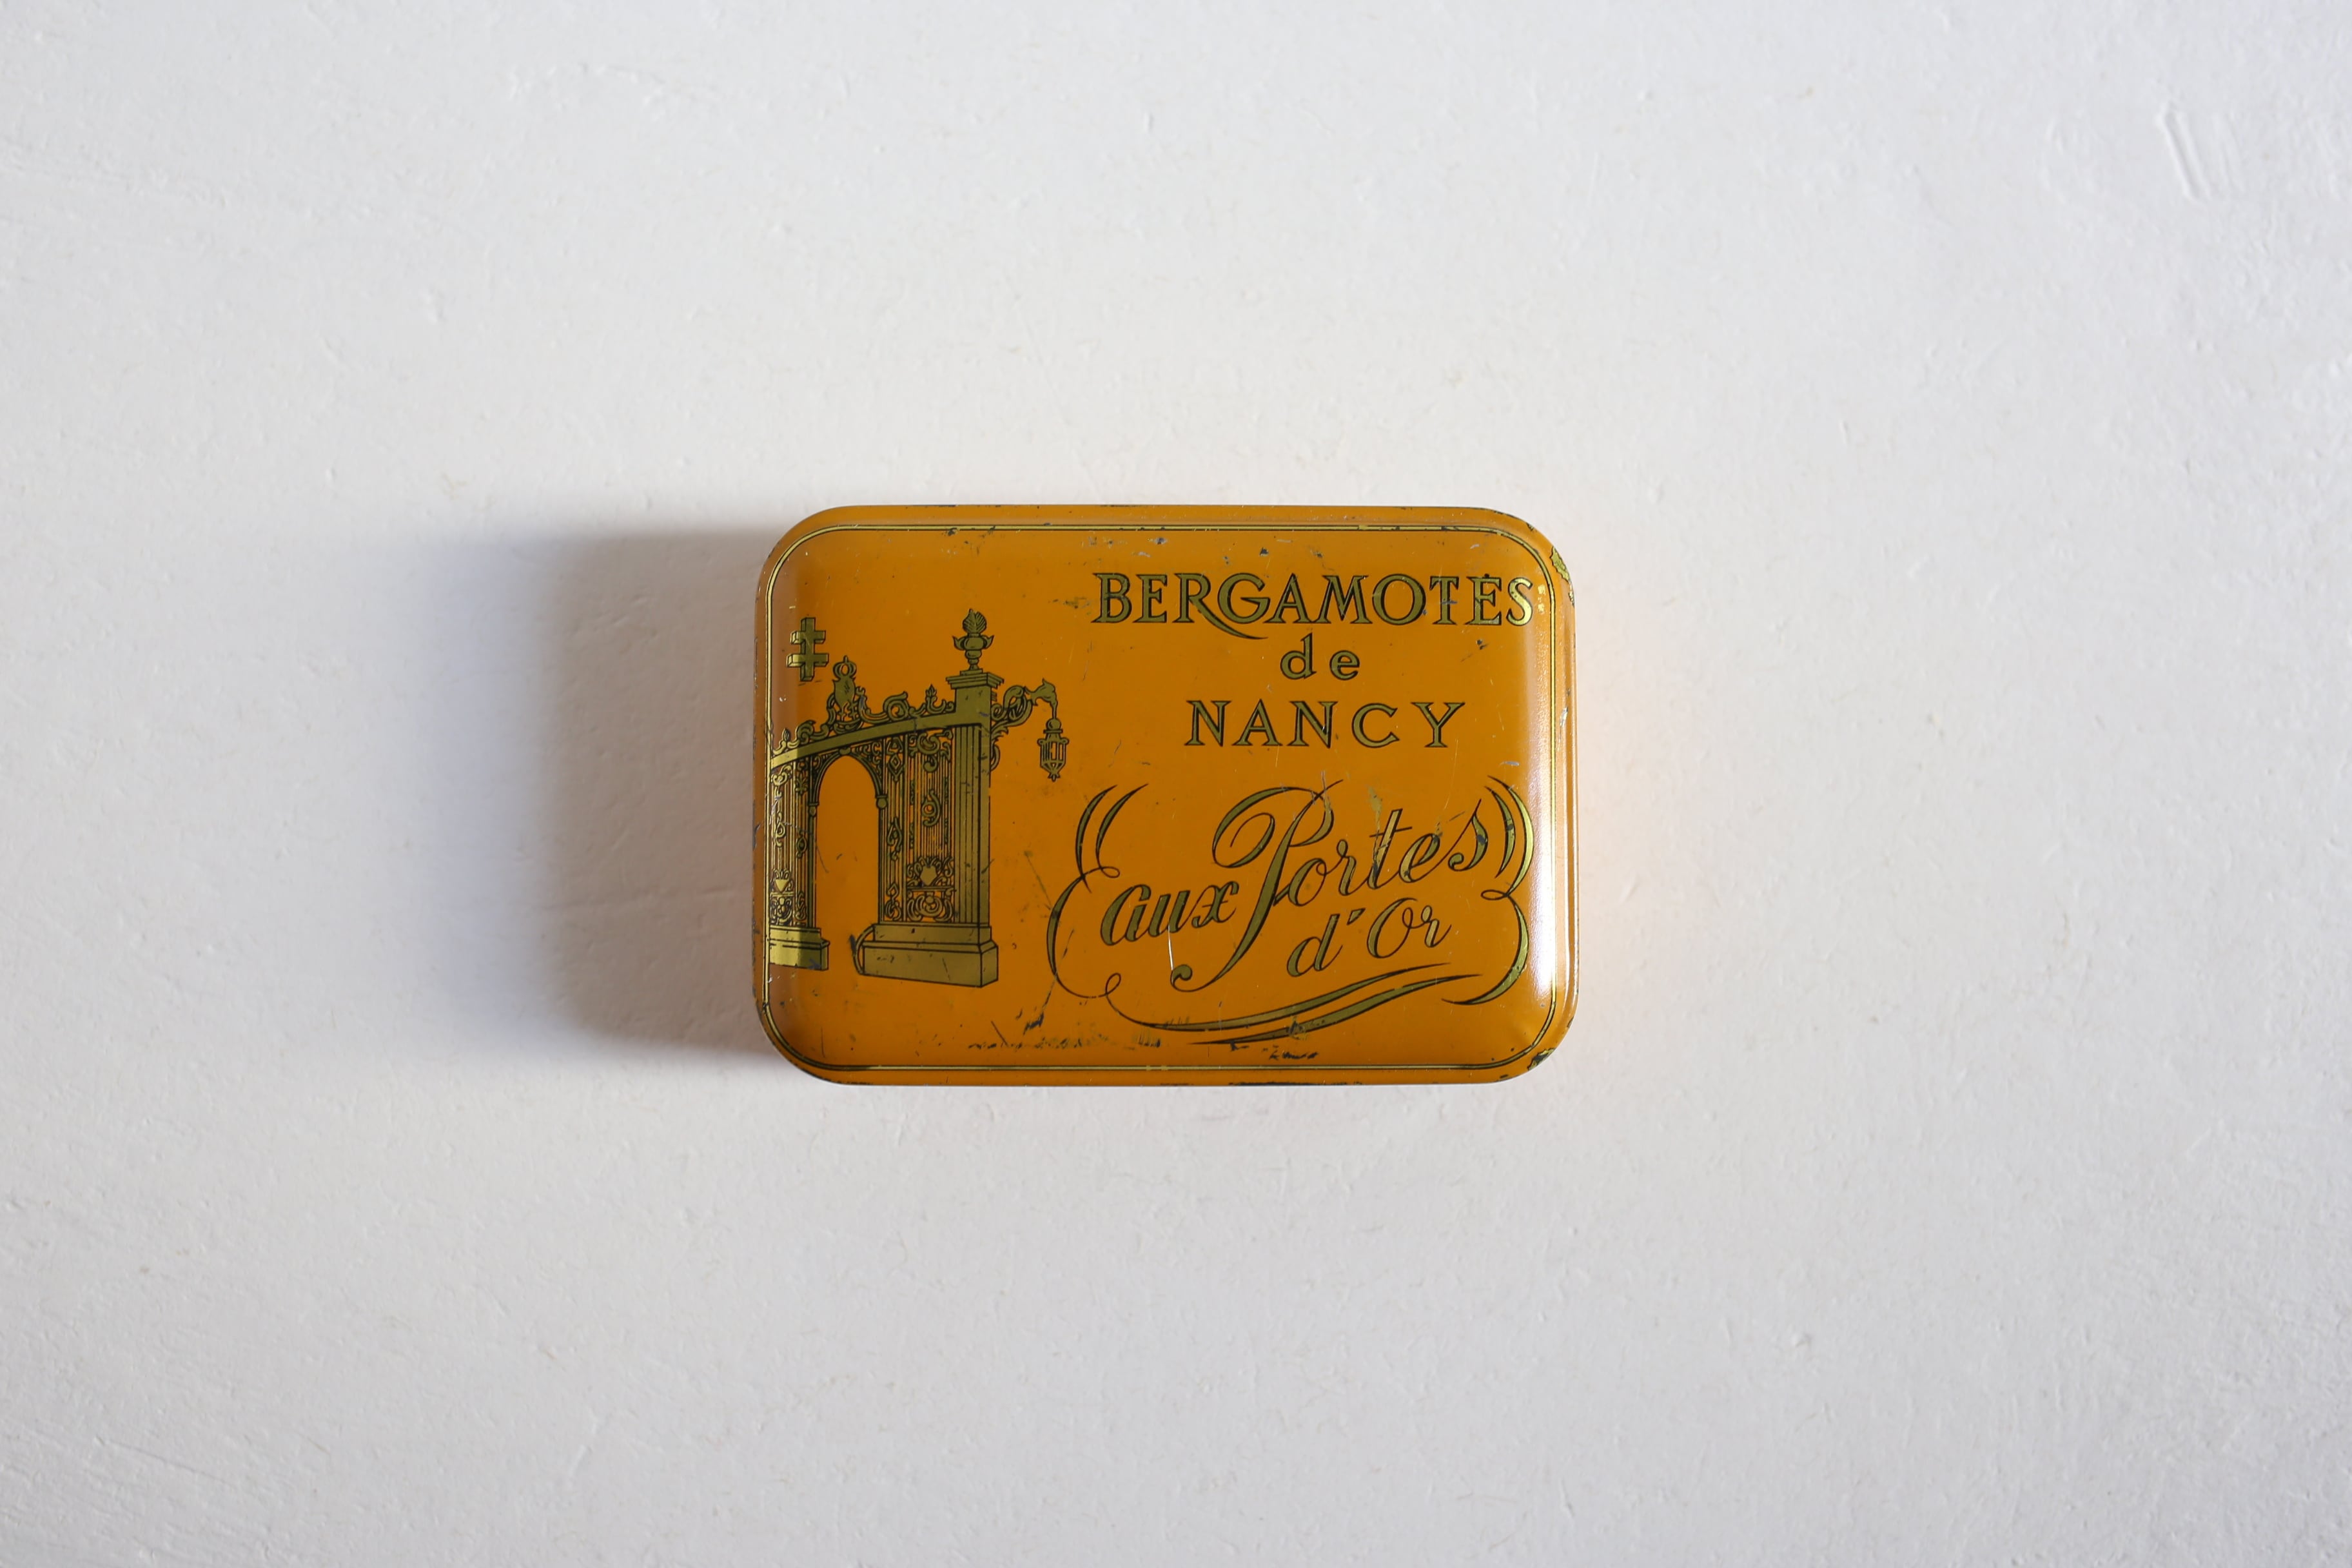 BERGAMOTES
de
NANCY
aux Portes
d'Or